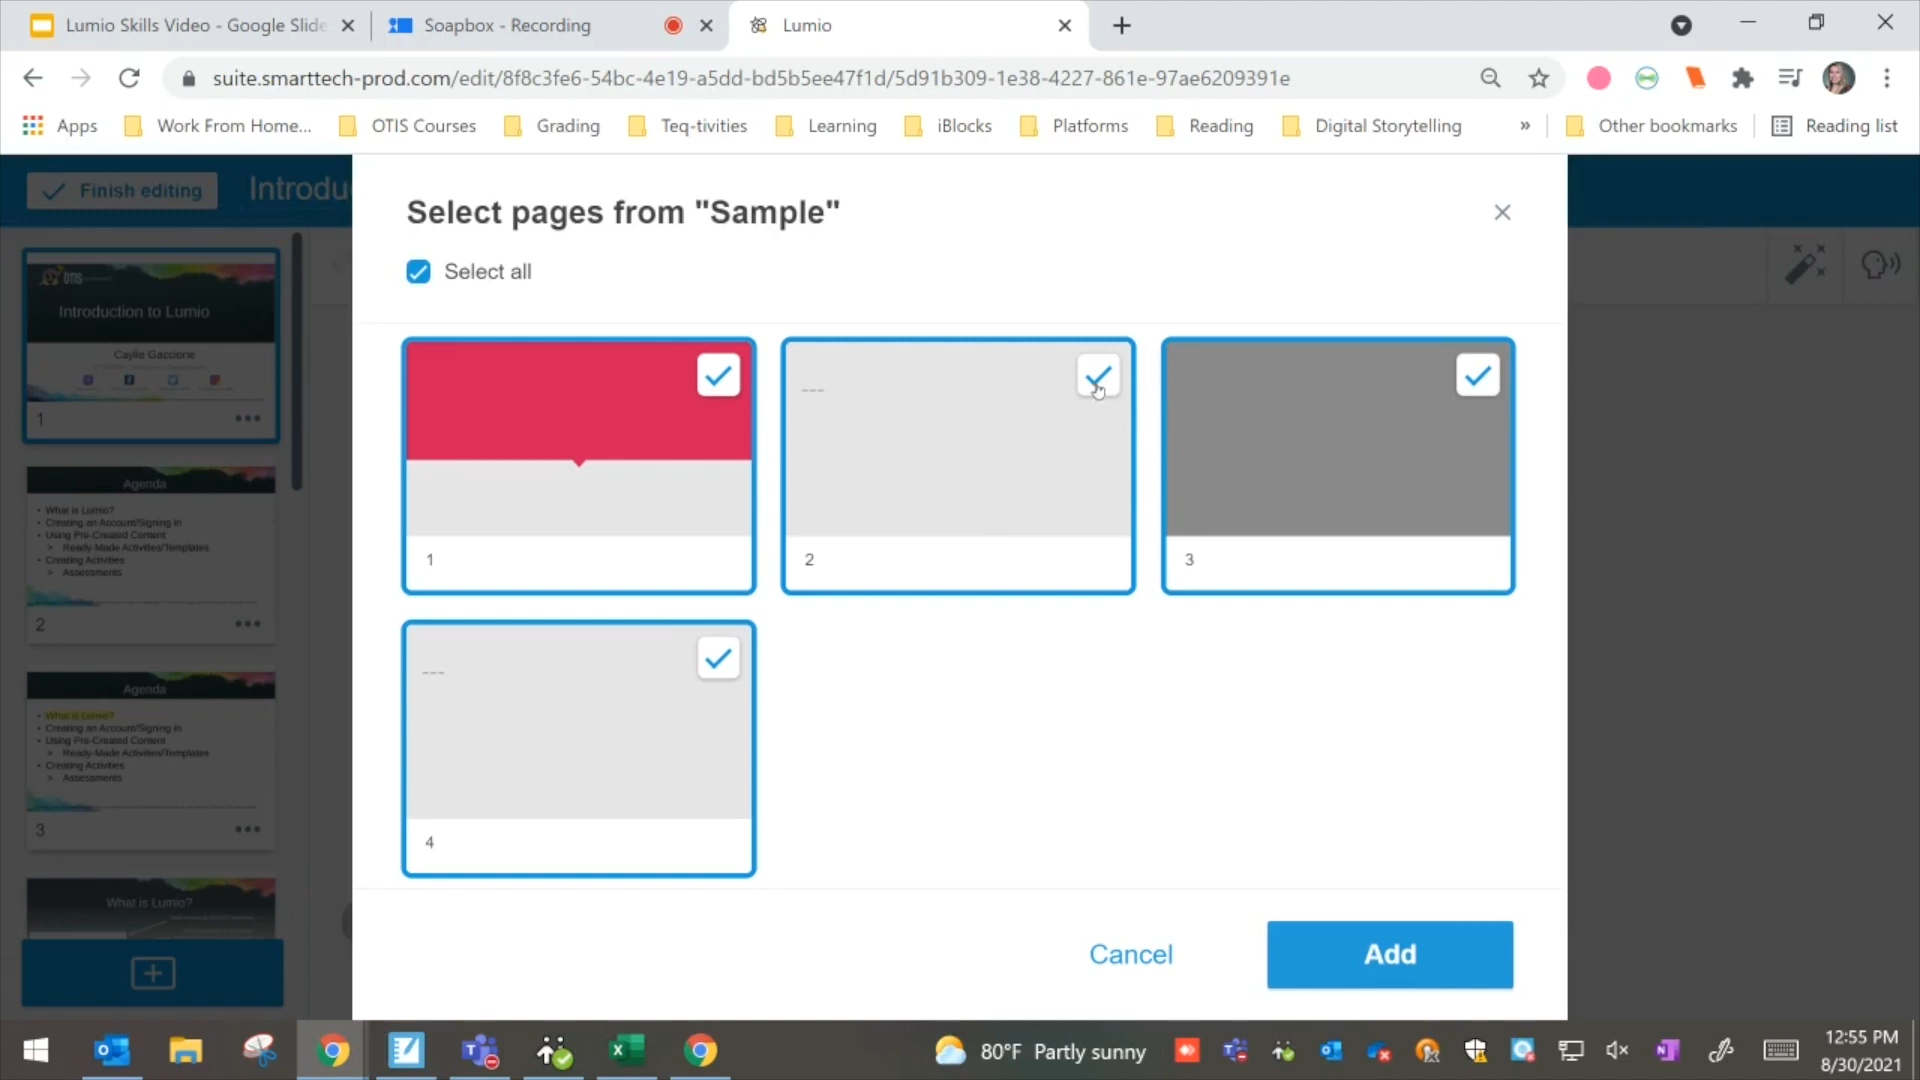 Lumio Skills Video - Google Slide
Soapbox - Recording
Lumio
suite.smarttech-prod.com/edit/8f8c3fe6-54bc-4e19-a5dd-bd5b5ee47f1d/5d91b309-1e38-4227-861e-97ae6209391e
Apps
Work From Home...
OTIS Courses
Grading
Teq-tivities
Learning
iBlocks
Platforms
Reading
Digital Storytelling
»
Other bookmarks
Reading list
Finish editing
Introdu
OTIS
Introduction to Lumio
Caylie Gaccione
1
Agenda
• What is Lumio?
• Creating an Account/Signing in
• Using Pre-Created Content
> Ready-Made Activities/Templates
• Creating Activities
> Assessments
2
Agenda
• What is Lumio?
• Creating an Account/Signing in
• Using Pre-Created Content
> Ready-Made Activities/Templates
• Creating Activities
> Assessments
3
What is Lumio?
Select pages from "Sample"
Select all
1
---
2
3
---
4
Cancel
Add
80°F Partly sunny
12:55 PM
8/30/2021